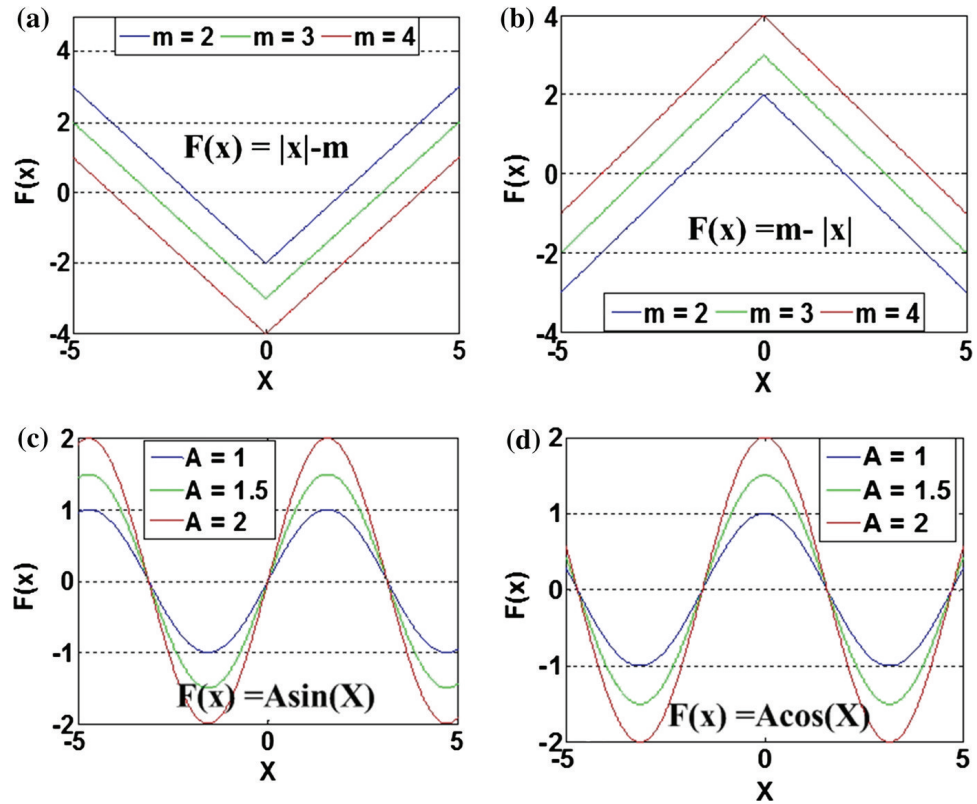 (a)
4
2
0
-2
-4
F(x)
m = 2 m = 3 m = 4
F(x) = |x|-m
-5 0 5
X
(b)
4
2
0
-2
-4
F(x)
F(x) =m- |x|
m = 2 m = 3 m = 4
-5 0 5
X
(c)
2
1
0
-1
-2
F(x)
A = 1
A = 1.5
A = 2
F(x) =Asin(X)
-5 0 5
X
(d)
2
1
0
-1
-2
F(x)
A = 1
A = 1.5
A = 2
F(x) =Acos(X)
-5 0 5
X